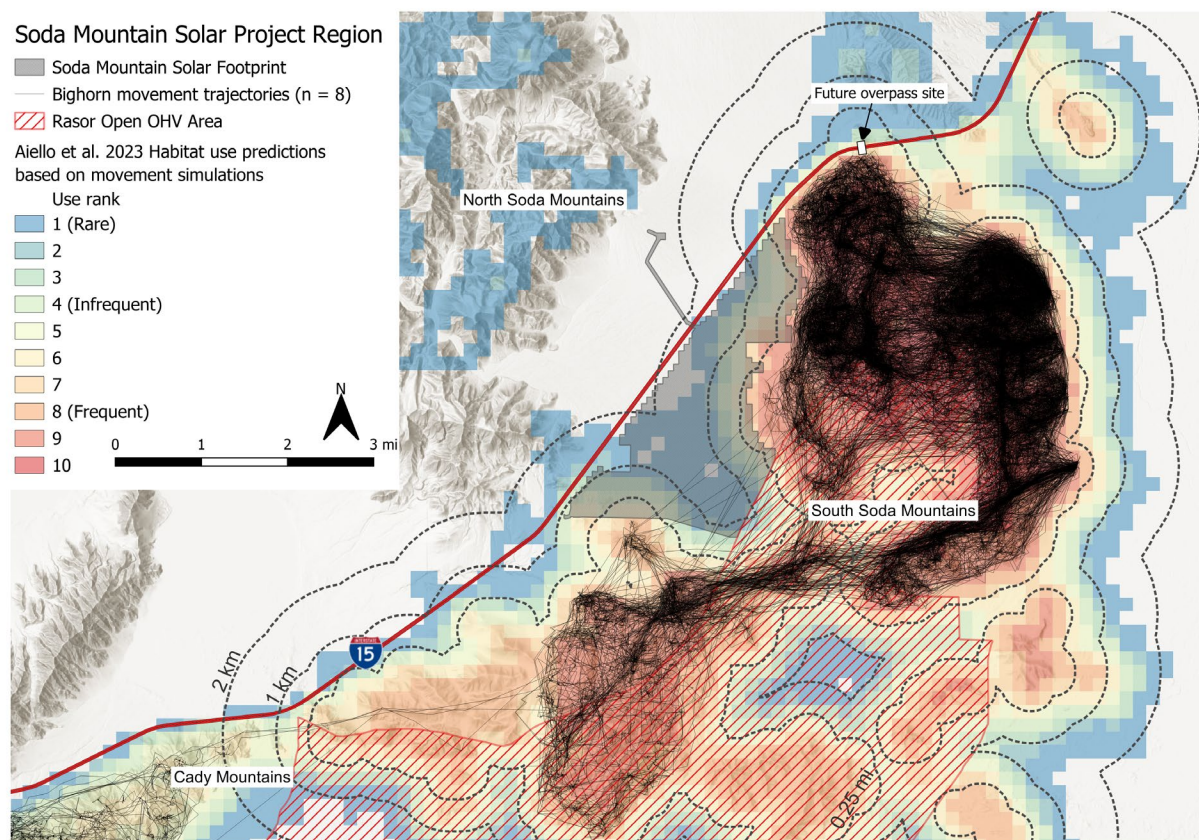 Soda Mountain Solar Project Region
Soda Mountain Solar Footprint
Bighorn movement trajectories (n = 8)
Rasor Open OHV Area
Aiello et al. 2023 Habitat use predictions
based on movement simulations
Use rank
1 (Rare)
2
3
4 (Infrequent)
5
6
7
8 (Frequent)
9
10
N
0 1 2 3 mi
Future overpass site
North Soda Mountains
South Soda Mountains
INTERSTATE
15
2 km
1 km
Cady Mountains
0.25 mi